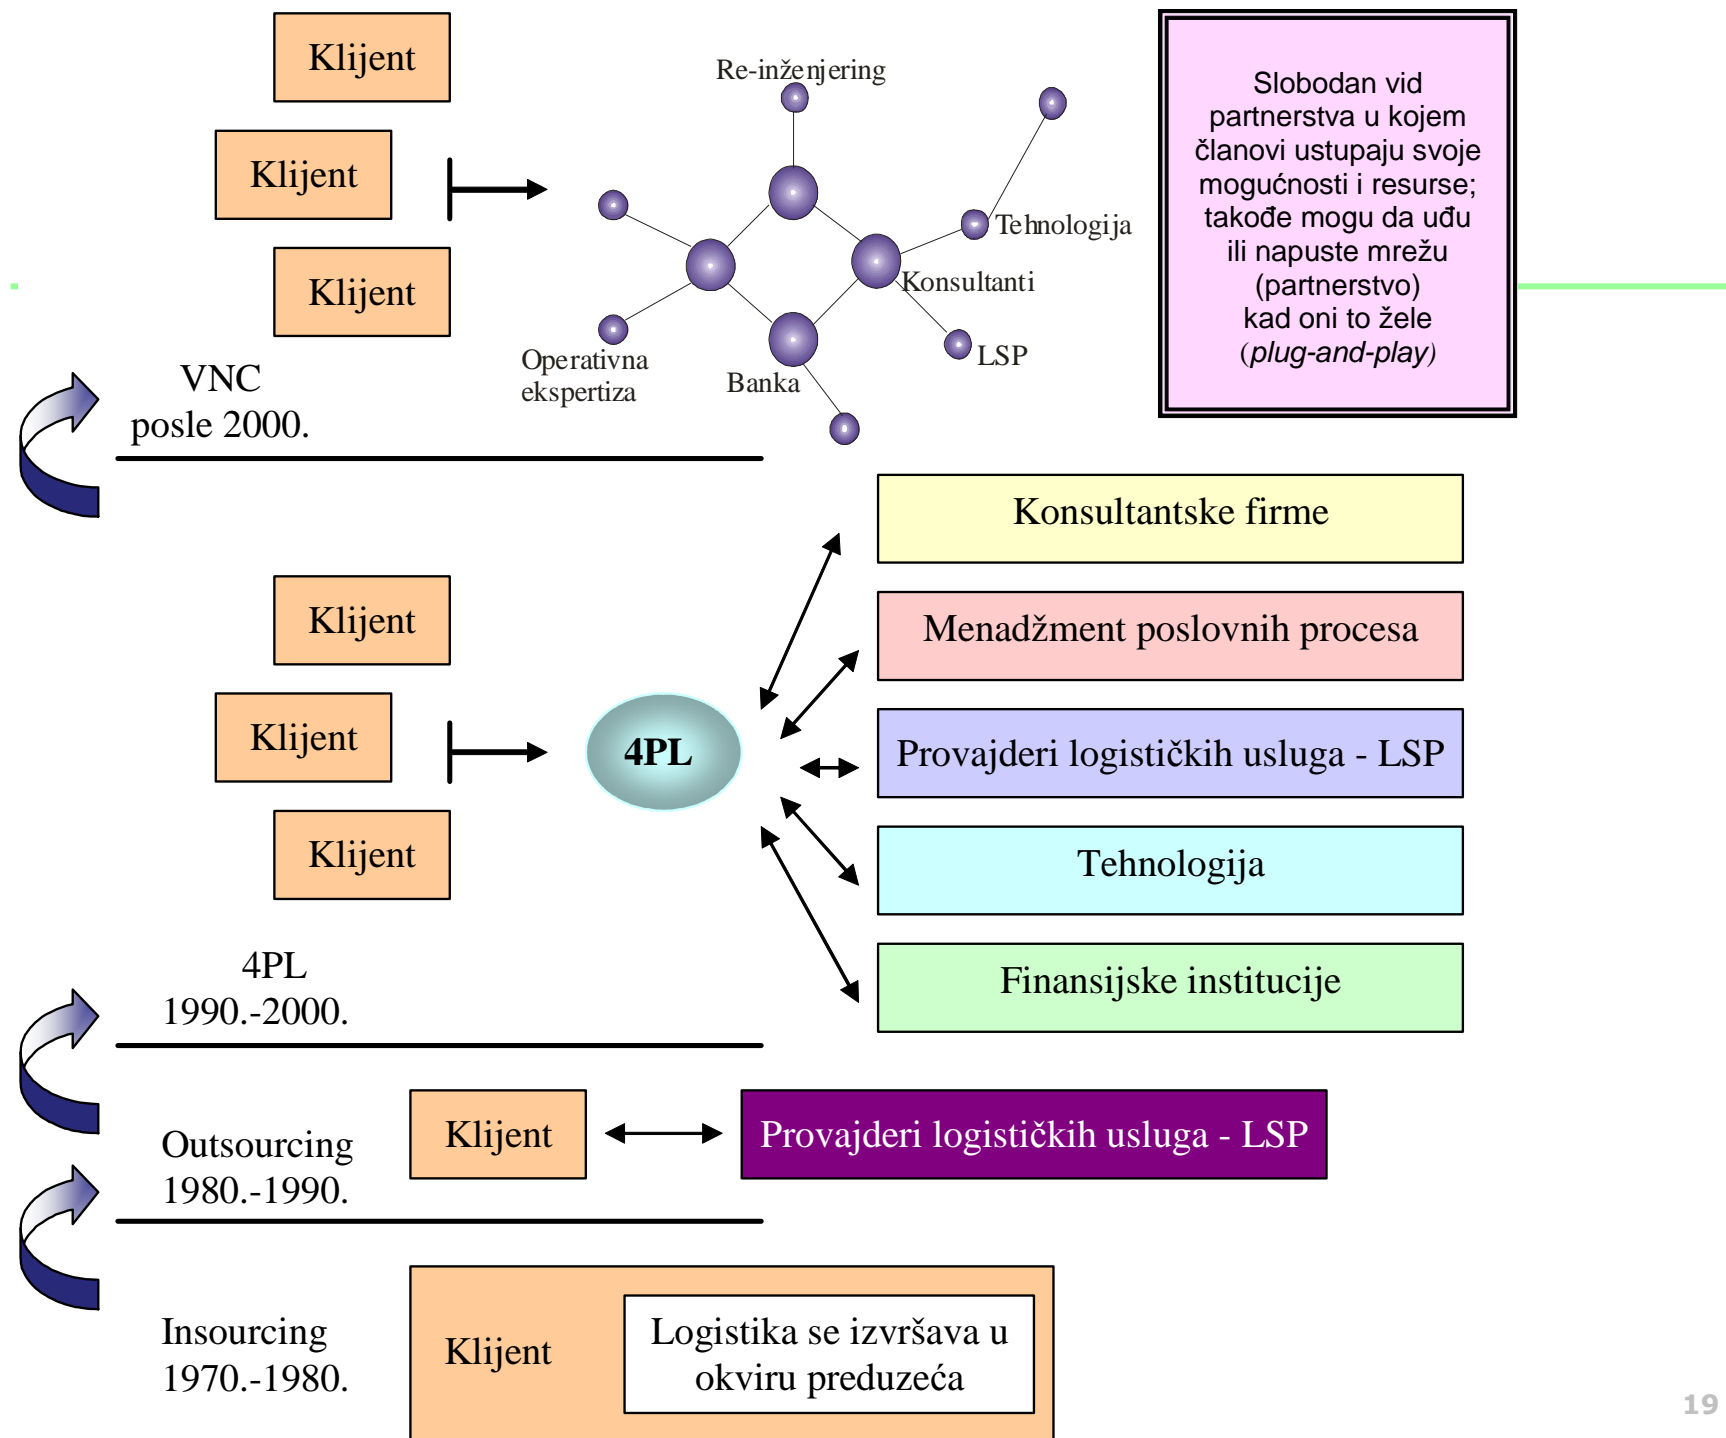 Klijent
Klijent
Klijent
Re-inženjering
Tehnologija
Konsultanti
LSP
Banka
Operativna
ekspertiza
Slobodan vid
partnerstva u kojem
članovi ustupaju svoje
mogućnosti i resurse;
takođe mogu da uđu
ili napuste mrežu
(partnerstvo)
kad oni to žele
(plug-and-play)
VNC
posle 2000.
Klijent
Klijent
Klijent
4PL
Konsultantske firme
Menadžment poslovnih procesa
Provajderi logističkih usluga - LSP
Tehnologija
Finansijske institucije
4PL
1990.-2000.
Outsourcing
1980.-1990.
Klijent
Provajderi logističkih usluga - LSP
Insourcing
1970.-1980.
Klijent
Logistika se izvršava u
okviru preduzeća
19